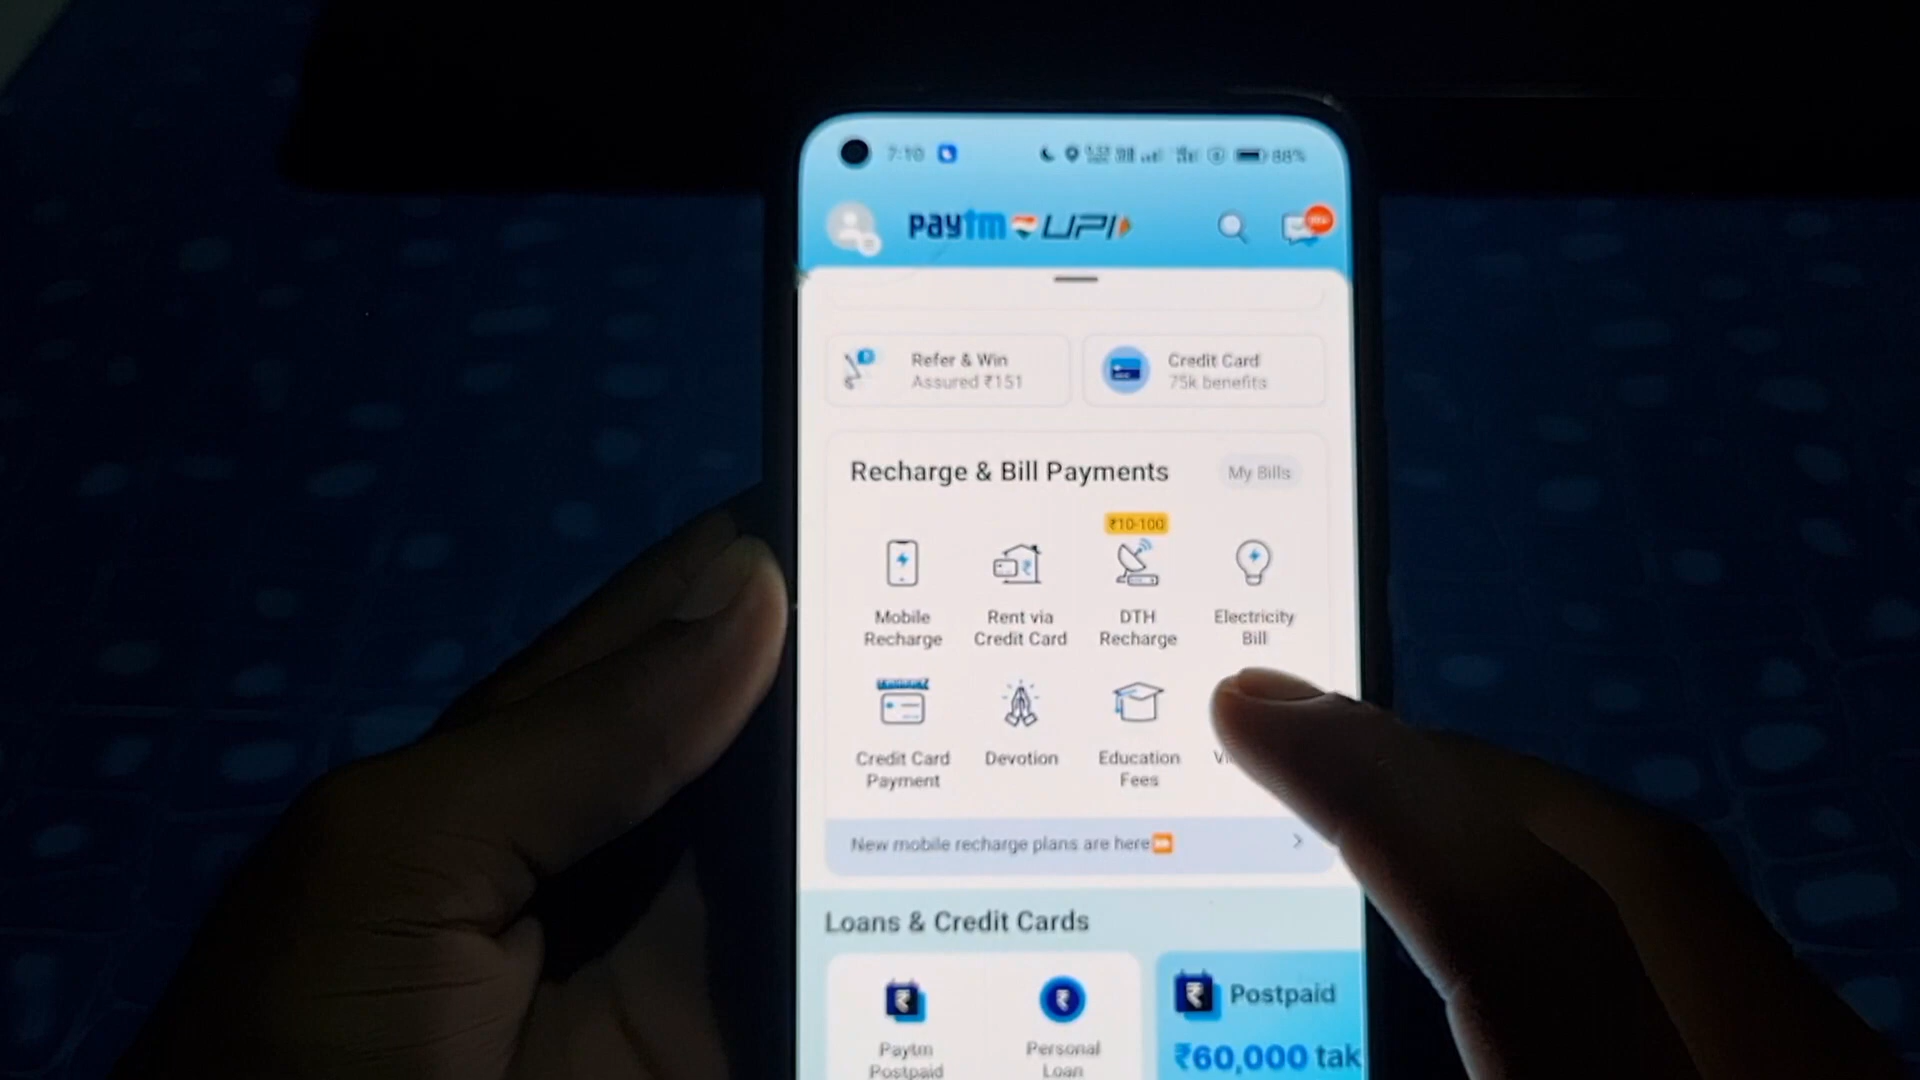 7:10
88%
paytm UPI
Refer & Win
Assured ₹151
Credit Card
75k benefits
Recharge & Bill Payments
My Bills
₹10-100
Mobile
Recharge
Rent via
Credit Card
DTH
Recharge
Electricity
Bill
Credit Card
Payment
Devotion
Education
Fees
New mobile recharge plans are here
Loans & Credit Cards
Paytm
Postpaid
Personal
Loan
Postpaid
₹60,000 tak